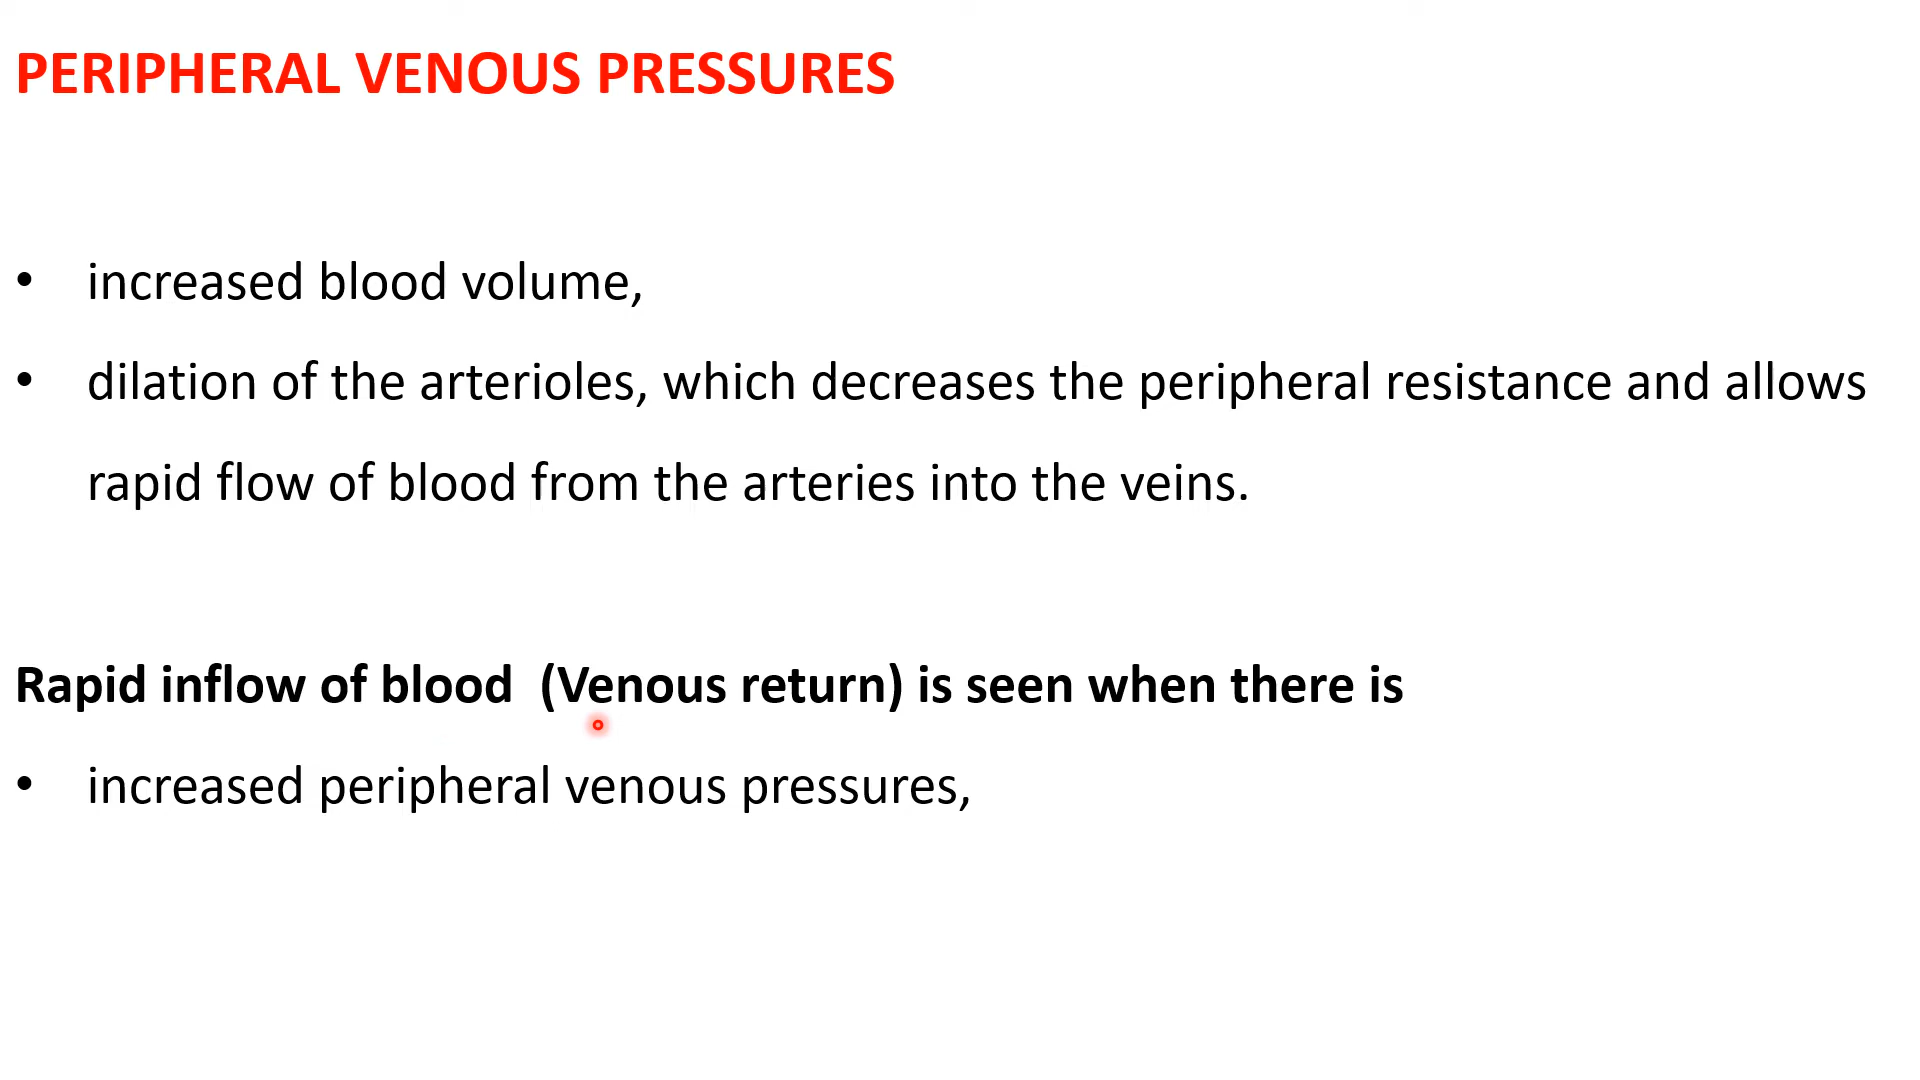 PERIPHERAL VENOUS PRESSURES
• increased blood volume,
• dilation of the arterioles, which decreases the peripheral resistance and allows
rapid flow of blood from the arteries into the veins.
Rapid inflow of blood  (Venous return) is seen when there is
• increased peripheral venous pressures,